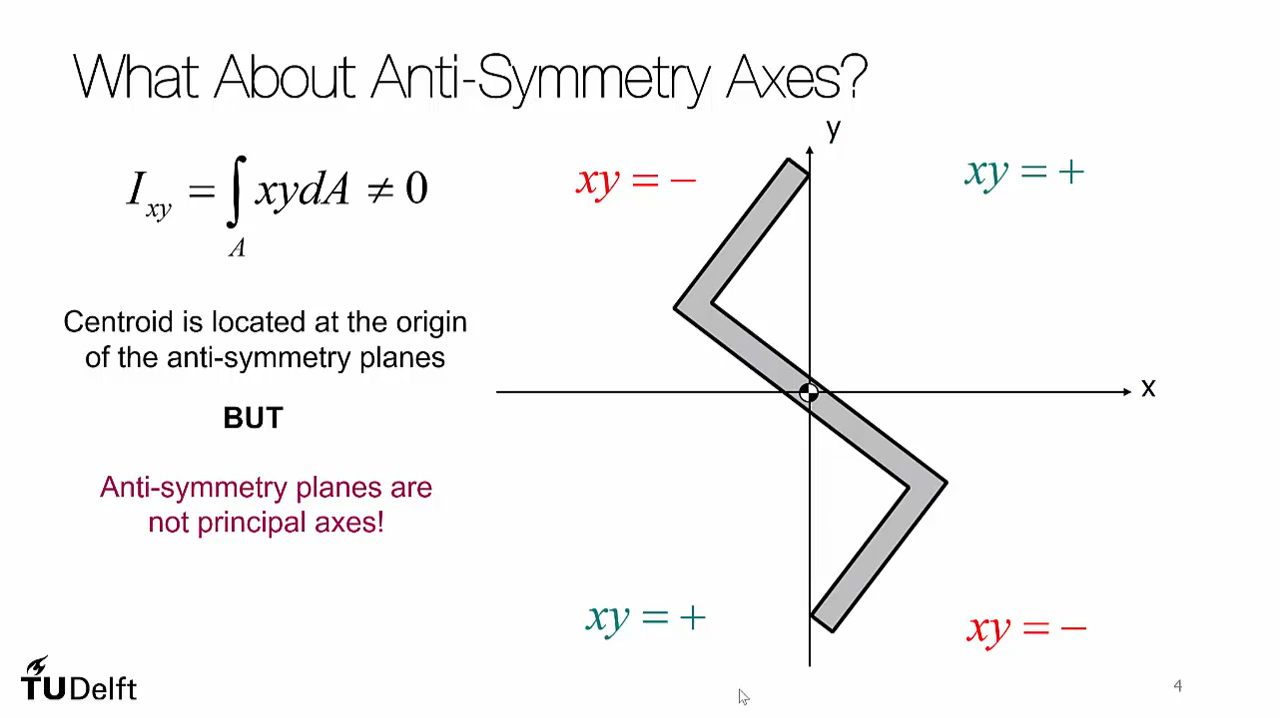 What About Anti-Symmetry Axes?
I_xy = ∫_A xydA ≠ 0
Centroid is located at the origin
of the anti-symmetry planes
BUT
Anti-symmetry planes are
not principal axes!
y
xy = −
xy = +
x
xy = +
xy = −
TUDelft
4